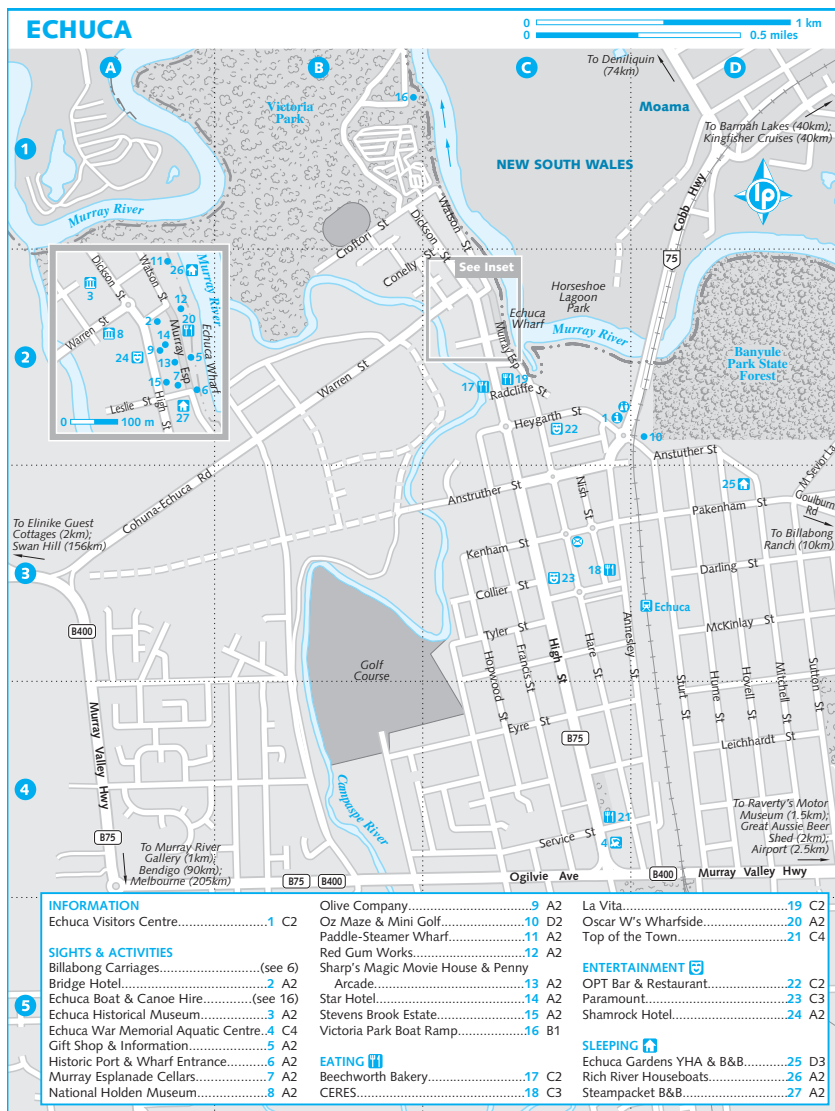 ECHUCA
0 1 km
0 0.5 miles
A
B
C
D
1
2
3
4
5
To Deniliquin
(74km)
Moama
To Barmah Lakes (40km);
Kingfisher Cruises (40km)
Victoria
Park
16
NEW SOUTH WALES
lp
Cobb Hwy
75
Murray River
Crofton St
Dickson St
Watson St
Conelly St
See Inset
Echuca
Wharf
Horseshoe
Lagoon
Park
Murray River
Banyule
Park State
Forest
Murray Esp
Dickson St
Watson St
11
26
3
12
Murray River
Warren St
2
20
8
14
Murray Esp
Echuca Wharf
24
9
5
13
15
7
6
Leslie St
High St
27
0 100 m
Warren St
17
19
Radcliffe St
Heygarth St
1
22
10
Anstuther St
M Sevior La
25
Cohuna-Echuca Rd
Anstruther St
Nish St
Pakenham St
Goulburn
Rd
To Elinike Guest
Cottages (2km);
Swan Hill (156km)
To Billabong
Ranch (10km)
Kenham St
18
Darling St
23
Collier St
Echuca
B400
McKinlay St
Tyler St
Golf
Course
Hopwood St
Francis St
High St
Hare St
Annesley St
Sturt St
Hume St
Hovell St
Mitchell St
Sutton St
Eyre St
B75
Leichhardt St
Murray Valley Hwy
Campaspe River
B75
21
Service St
4
To Raverty's Motor
Museum (1.5km);
Great Aussie Beer
Shed (2km);
Airport (2.5km)
To Murray River
Gallery (1km);
Bendigo (90km);
Melbourne (205km)
B75
B400
Ogilvie Ave
B400
Murray Valley Hwy
INFORMATION
Echuca Visitors Centre........................1 C2
SIGHTS & ACTIVITIES
Billabong Carriages.....................(see 6)
Bridge Hotel...............................2 A2
Echuca Boat & Canoe Hire.........(see 16)
Echuca Historical Museum............3 A2
Echuca War Memorial Aquatic Centre..4 C4
Gift Shop & Information...............5 A2
Historic Port & Wharf Entrance......6 A2
Murray Esplanade Cellars..............7 A2
National Holden Museum..............8 A2
Olive Company...........................9 A2
Oz Maze & Mini Golf...................10 D2
Paddle-Steamer Wharf.................11 A2
Red Gum Works.........................12 A2
Sharp's Magic Movie House & Penny
Arcade..................................13 A2
Star Hotel.................................14 A2
Stevens Brook Estate...................15 A2
Victoria Park Boat Ramp..............16 B1
EATING
Beechworth Bakery.....................17 C2
CERES.....................................18 C3
La Vita.....................................19 C2
Oscar W's Wharfside...................20 A2
Top of the Town.........................21 C4
ENTERTAINMENT
OPT Bar & Restaurant..................22 C2
Paramount................................23 C3
Shamrock Hotel.........................24 A2
SLEEPING
Echuca Gardens YHA & B&B.........25 D3
Rich River Houseboats.................26 A2
Steampacket B&B.......................27 A2